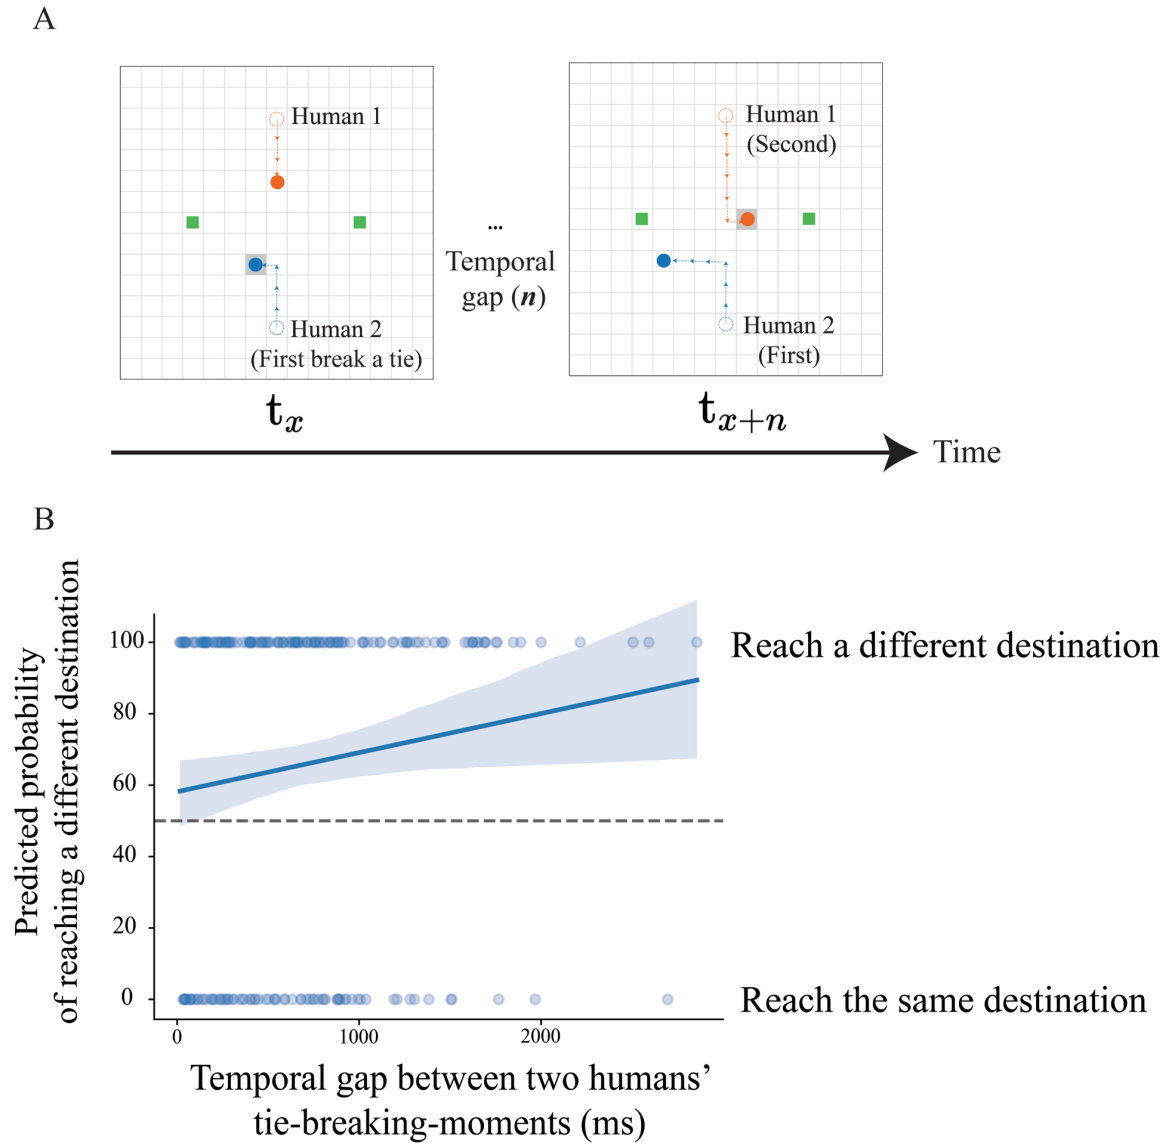 A
Human 1
Human 2
(First break a tie)
t_x
...
Temporal
gap (n)
Human 1
(Second)
Human 2
(First)
t_{x+n}
Time
B
Predicted probability
of reaching a different destination
100
80
60
40
20
0
0
1000
2000
Reach a different destination
Reach the same destination
Temporal gap between two humans’
tie-breaking-moments (ms)